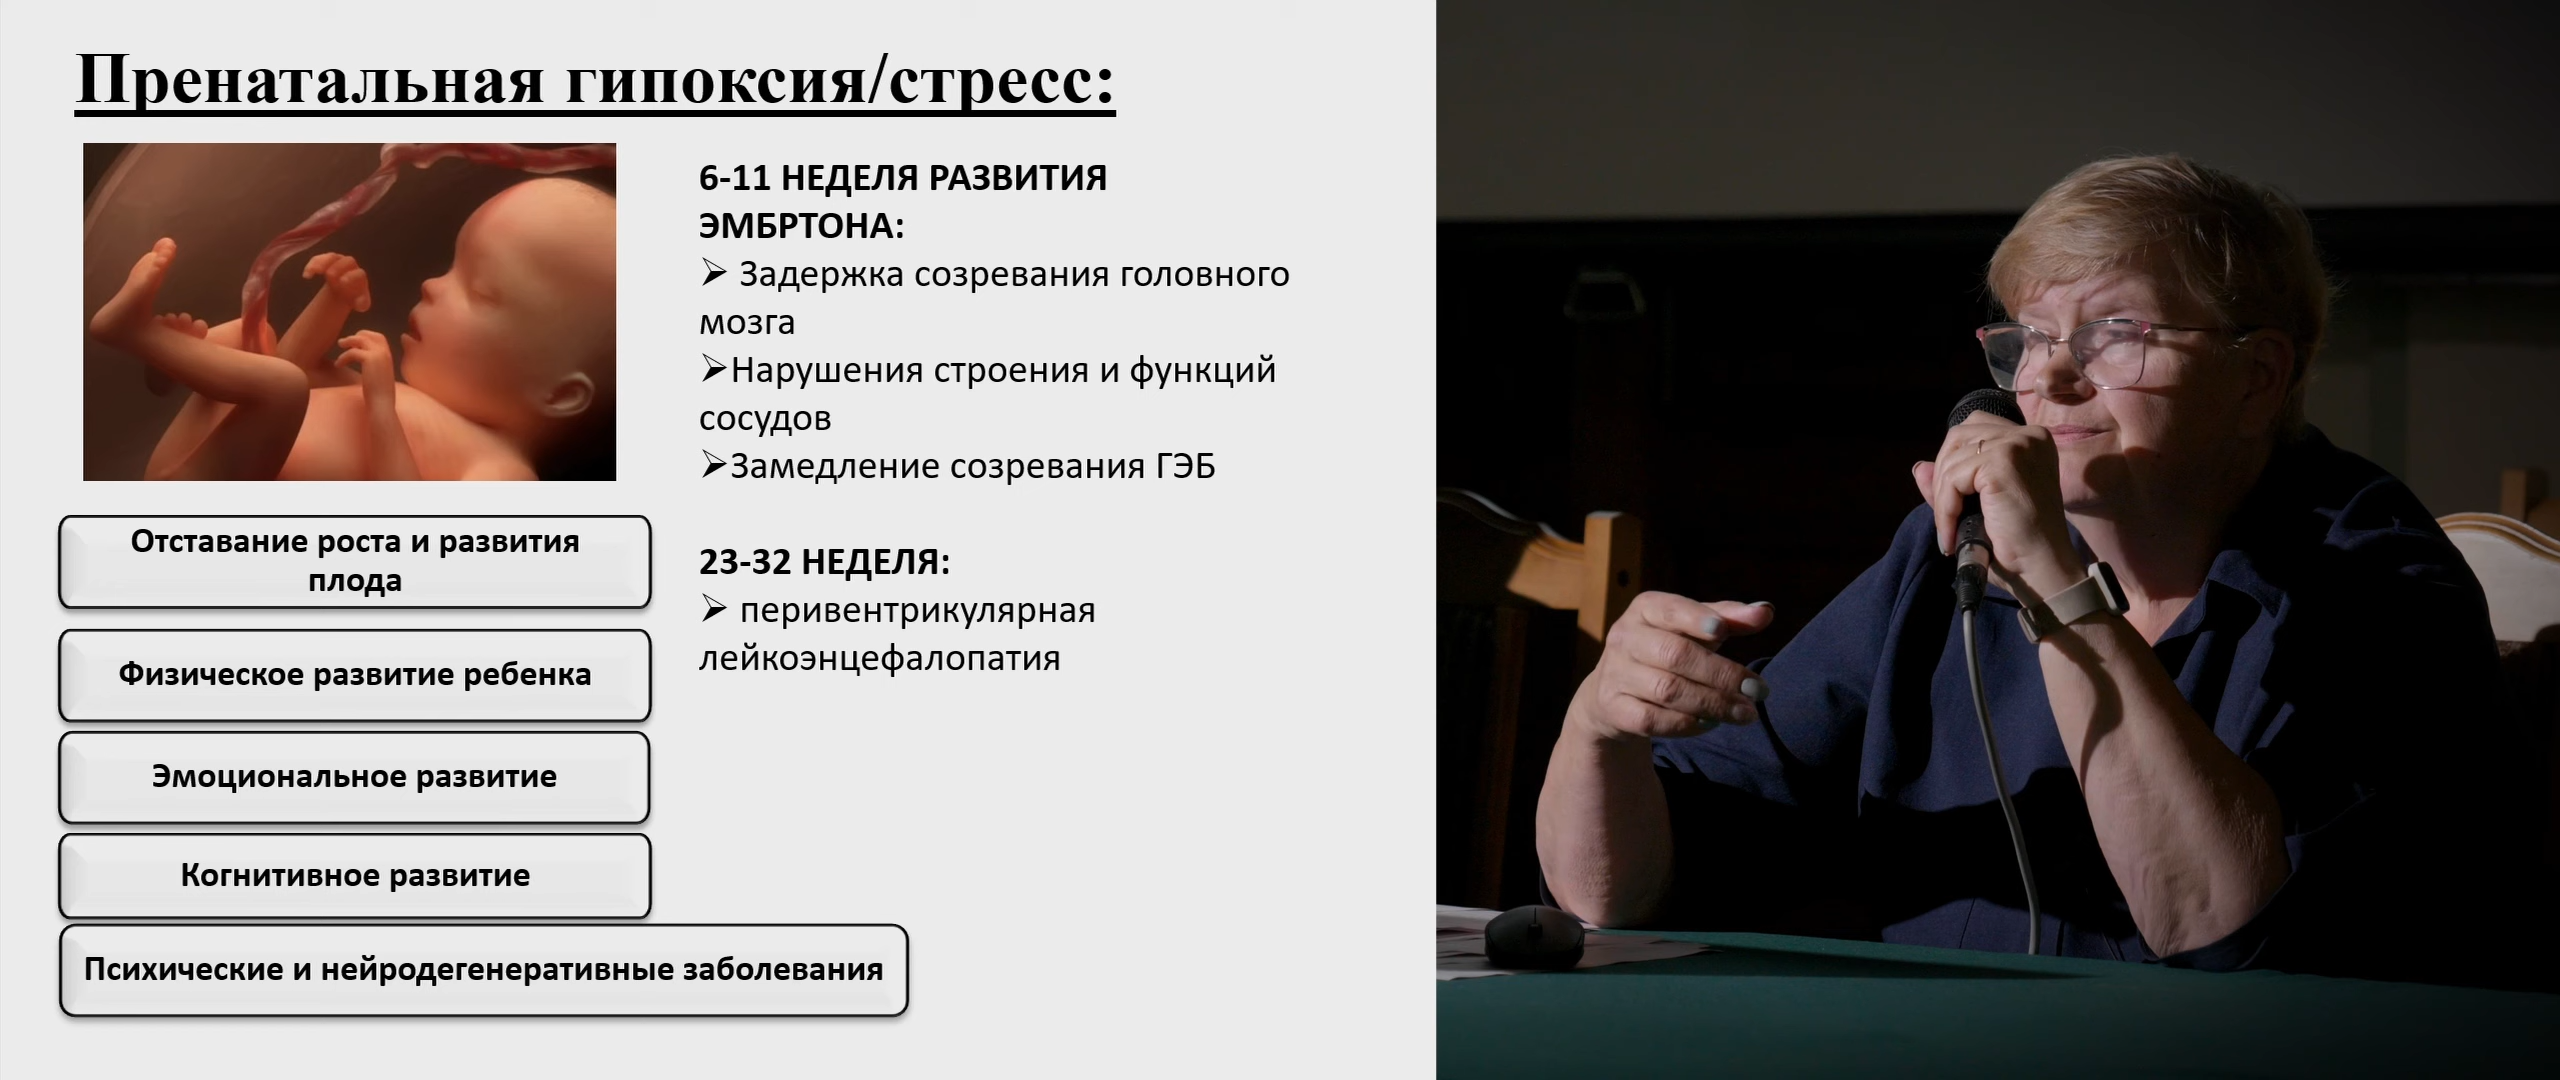 Пренатальная гипоксия/стресс:
6-11 НЕДЕЛЯ РАЗВИТИЯ
ЭМБРТОНА:
➢ Задержка созревания головного
мозга
➢Нарушения строения и функций
сосудов
➢Замедление созревания ГЭБ
23-32 НЕДЕЛЯ:
➢ перивентрикулярная
лейкоэнцефалопатия
Отставание роста и развития
плода
Физическое развитие ребенка
Эмоциональное развитие
Когнитивное развитие
Психические и нейродегенеративные заболевания